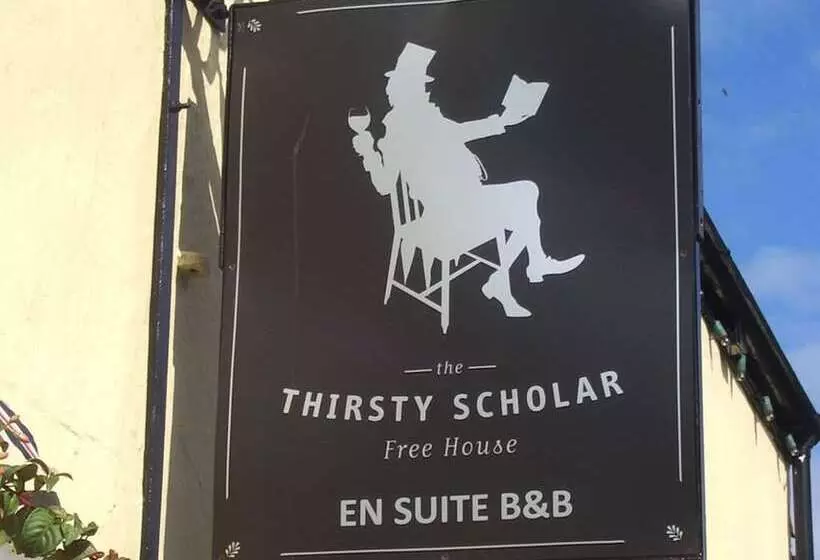 the
THIRSTY SCHOLAR
Free House
EN SUITE B&B